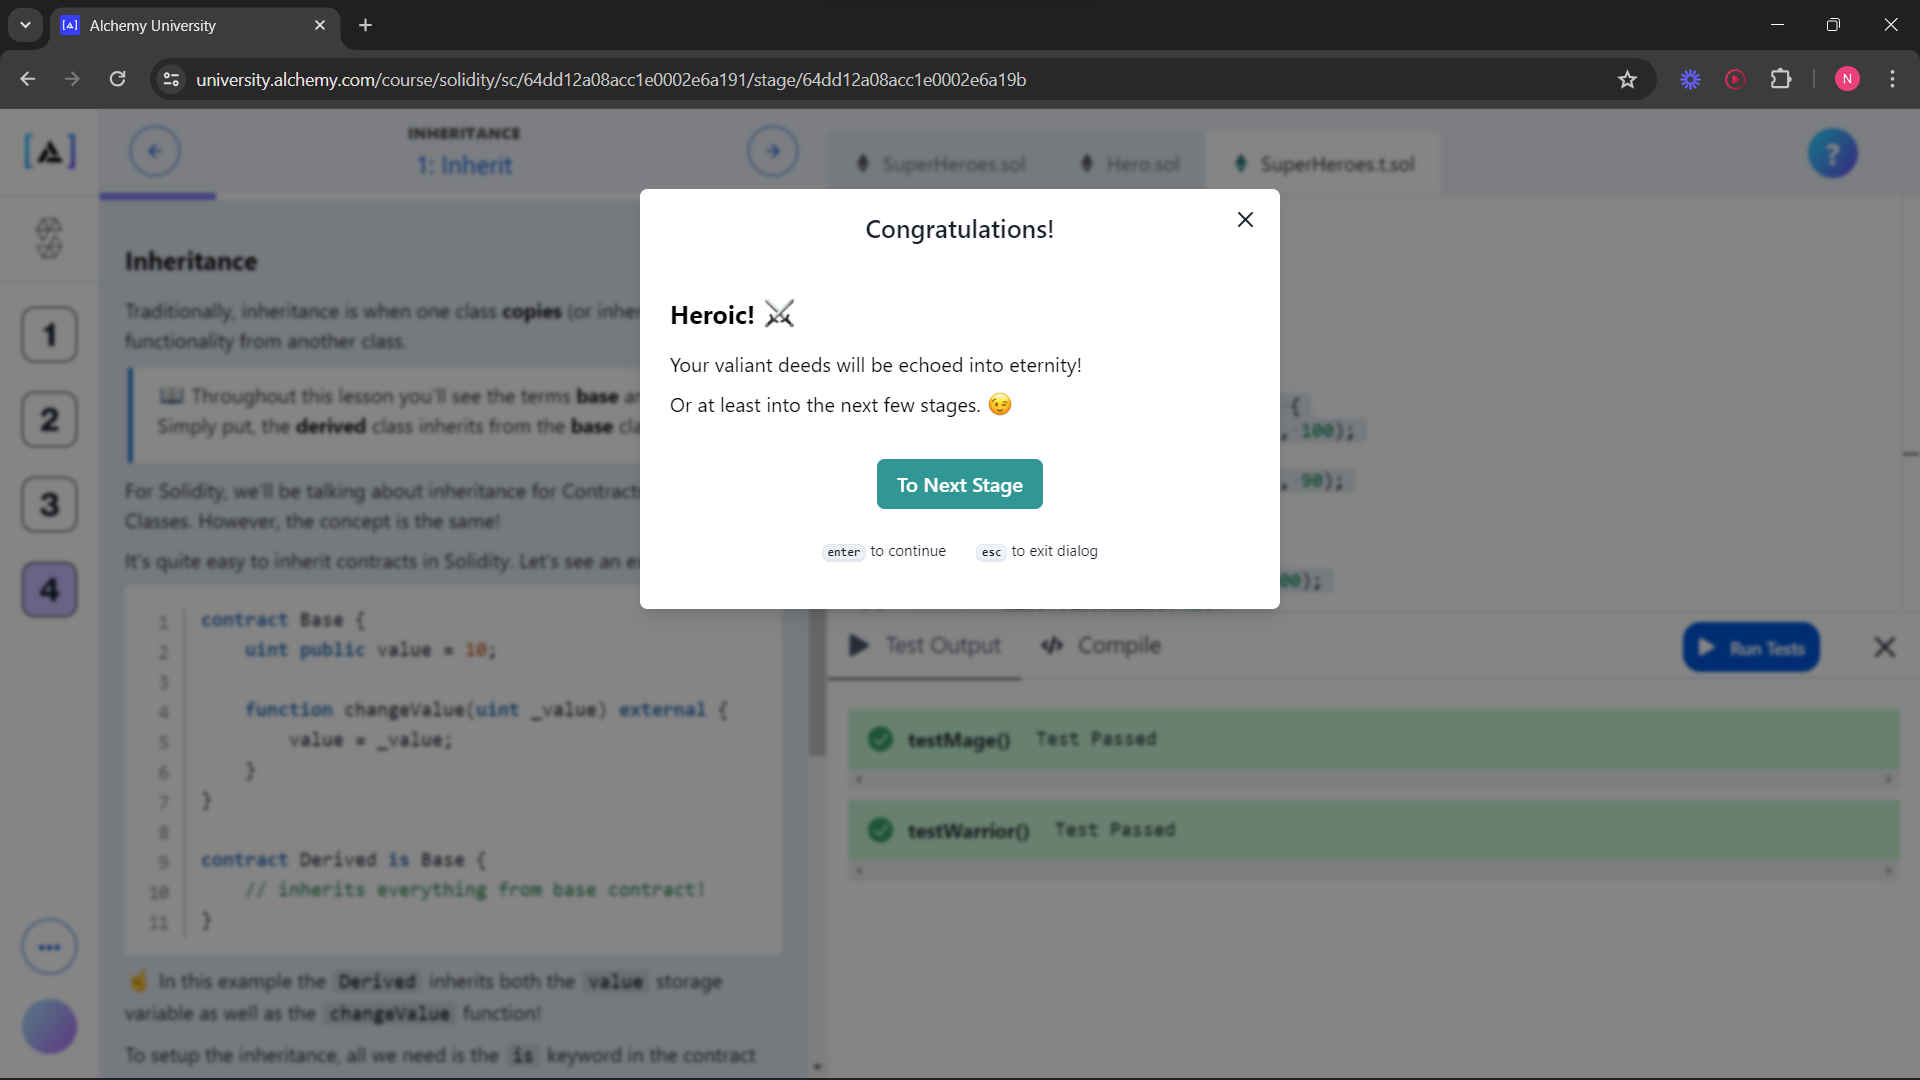 Alchemy University
university.alchemy.com/course/solidity/sc/64dd12a08acc1e0002e6a191/stage/64dd12a08acc1e0002e6a19b
N
INHERITANCE
1: Inherit
SuperHeroes.sol
Hero.sol
SuperHeroes.t.sol
?
Congratulations!
Heroic! ⚔
Your valiant deeds will be echoed into eternity!
Or at least into the next few stages. 😉
To Next Stage
enter to continue
esc to exit dialog
1
2
3
4
Inheritance
Traditionally, inheritance is when one class copies (or
functionality from another class.
📖 Throughout this lesson you'll see the terms base
Simply put, the derived class inherits from the base
For Solidity, we'll be talking about inheritance for Contracts
Classes. However, the concept is the same!
It's quite easy to inherit contracts in Solidity. Let's see an
1 contract Base {
2 uint public value = 10;
3
4 function changeValue(uint _value) external {
5 value = _value;
6 }
7 }
8
9 contract Derived is Base {
10 // inherits everything from base contract!
11 }
☝ In this example the Derived inherits both the value storage
variable as well as the changeValue function!
To setup the inheritance, all we need is the is keyword in the contract
{
, 100);
, 90);
00);
Test Output
Compile
Run Tests
testMage() Test Passed
testWarrior() Test Passed